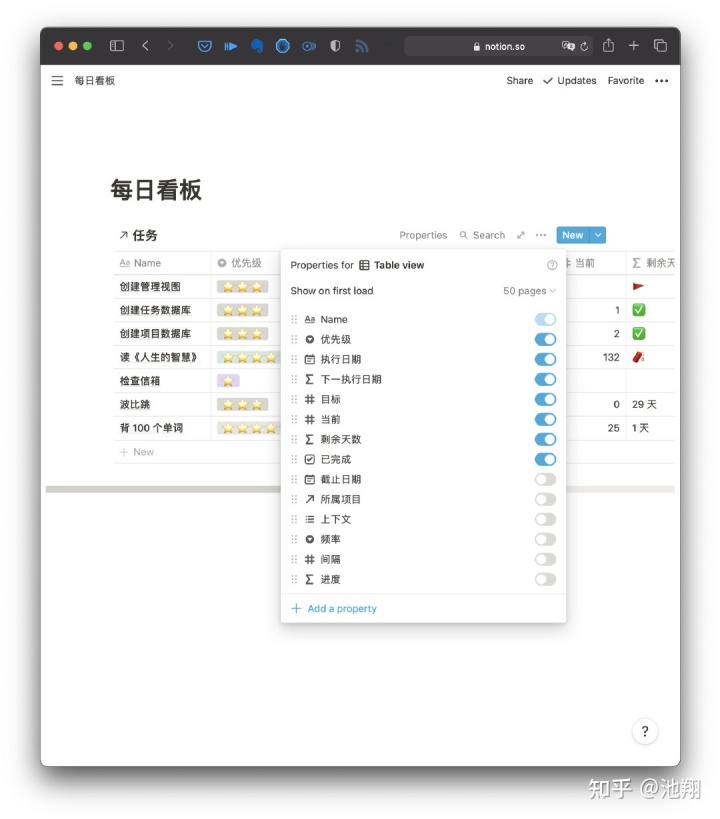 notion.so
每日看板
Share
Updates
Favorite
每日看板
任务
Properties
Search
New
Aa Name
优先级
当前
剩余天
创建管理视图
创建任务数据库
1
创建项目数据库
2
读《人生的智慧》
132
检查信箱
波比跳
0
29 天
背 100 个单词
25
1 天
+ New
Properties for Table view
Show on first load
50 pages
Aa Name
优先级
执行日期
下一执行日期
目标
当前
剩余天数
已完成
截止日期
所属项目
上下文
频率
间隔
进度
+ Add a property
?
知乎 @池翔